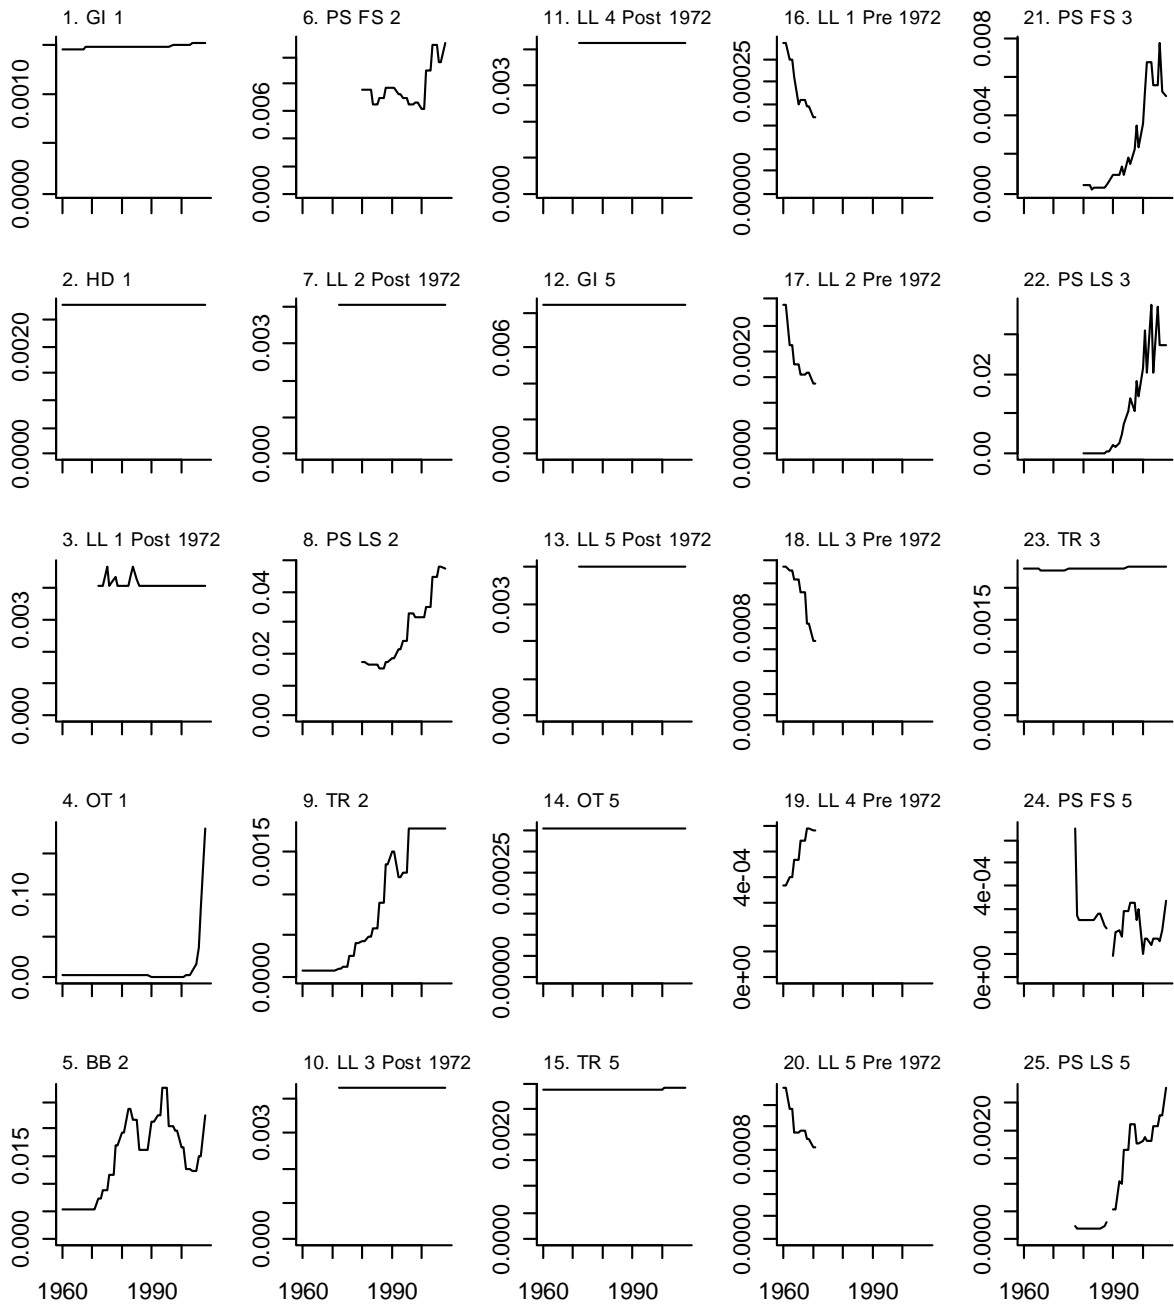 1. GI 1
0.0000 0.0010
2. HD 1
0.0000 0.0020
3. LL 1 Post 1972
0.000 0.003
4. OT 1
0.00 0.10
5. BB 2
0.000 0.015
1960 1990
6. PS FS 2
0.000 0.006
7. LL 2 Post 1972
0.000 0.003
8. PS LS 2
0.00 0.02 0.04
9. TR 2
0.0000 0.0015
10. LL 3 Post 1972
0.000 0.003
1960 1990
11. LL 4 Post 1972
0.000 0.003
12. GI 5
0.000 0.006
13. LL 5 Post 1972
0.000 0.003
14. OT 5
0.00000 0.00025
15. TR 5
0.0000 0.0020
1960 1990
16. LL 1 Pre 1972
0.00000 0.00025
17. LL 2 Pre 1972
0.0000 0.0020
18. LL 3 Pre 1972
0.0000 0.0008
19. LL 4 Pre 1972
0e+00 4e-04
20. LL 5 Pre 1972
0.0000 0.0008
1960 1990
21. PS FS 3
0.000 0.004 0.008
22. PS LS 3
0.00 0.02
23. TR 3
0.0000 0.0015
24. PS FS 5
0e+00 4e-04
25. PS LS 5
0.0000 0.0020
1960 1990